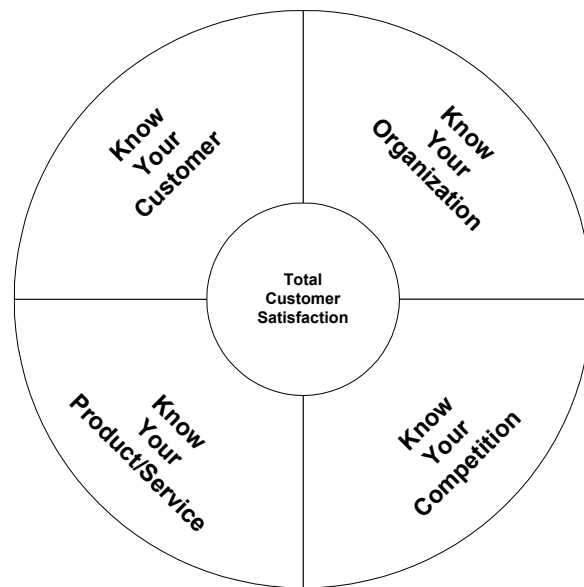 Know
Your
Customer
Know
Your
Organization
Total
Customer
Satisfaction
Know
Your
Product/Service
Know
Your
Competition